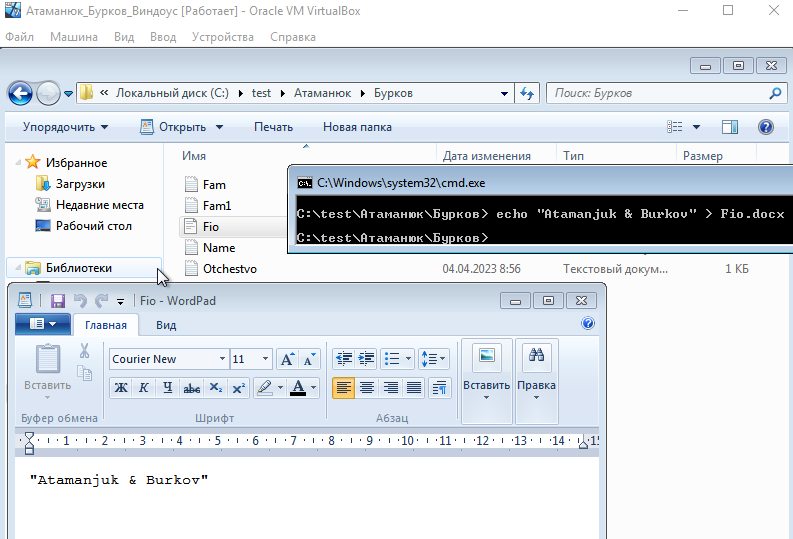 Атаманюк_Бурков_Виндоус [Работает] - Oracle VM VirtualBox
Файл Машина Вид Ввод Устройства Справка
« Локальный диск (C:) test Атаманюк Бурков
Поиск: Бурков
Упорядочить Открыть Печать Новая папка
Избранное
Загрузки
Недавние места
Рабочий стол
Библиотеки
Имя Дата изменения Тип Размер
Fam
Fam1
Fio
Name
Otchestvo 04.04.2023 8:56 Текстовый докум... 1 КБ
C:\Windows\system32\cmd.exe
C:\test\Атаманюк\Бурков> echo "Atamanjuk & Burkov" > Fio.docx
C:\test\Атаманюк\Бурков>
Fio - WordPad
Главная Вид
Вставить
Буфер обмена
Courier New 11
Ж К Ч abc X₂ X²
Шрифт
Абзац
Вставить
Правка
1 2 3 4 5 6 7 8 9 10 11 12 13 14 15
"Atamanjuk & Burkov"